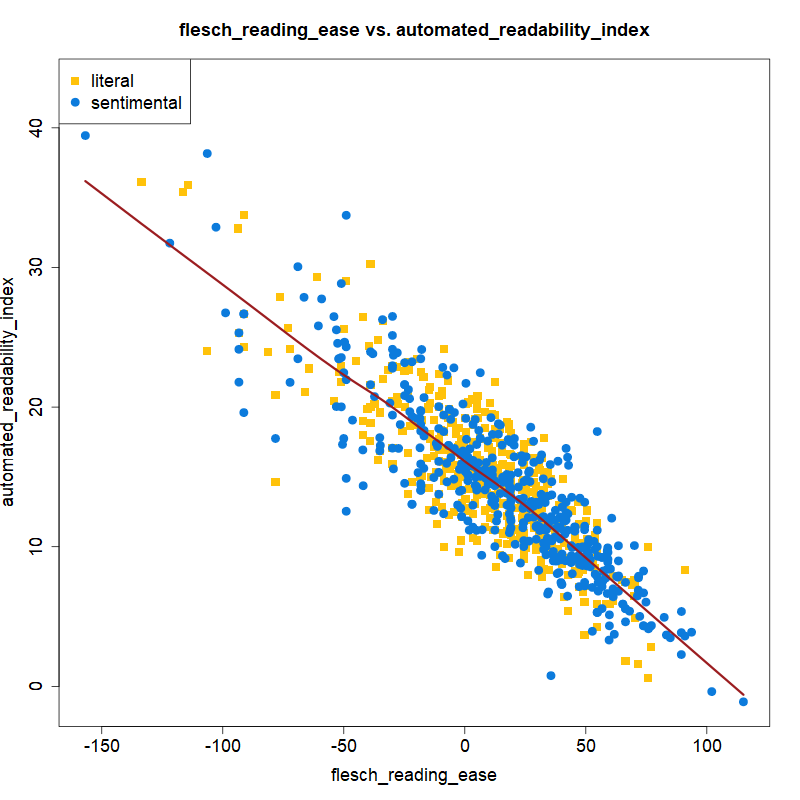 flesch_reading_ease vs. automated_readability_index
literal
sentimental
automated_readability_index
40
30
20
10
0
-150 -100 -50 0 50 100
flesch_reading_ease